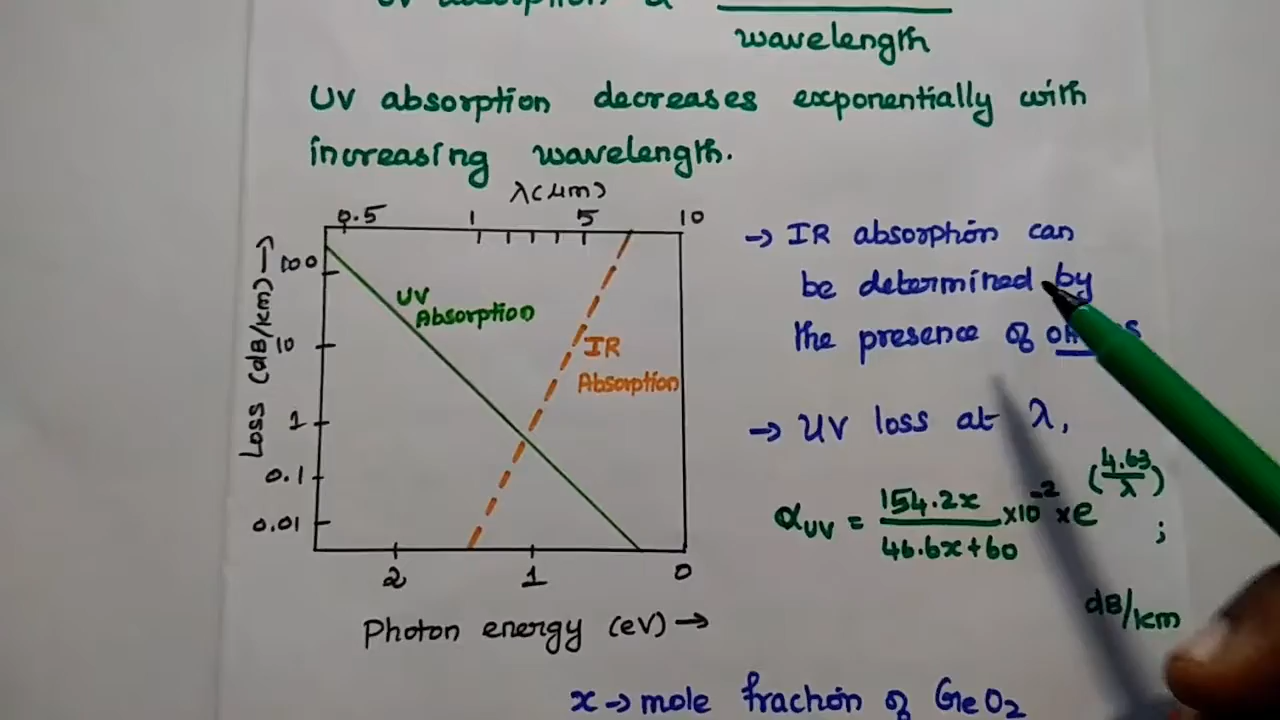 UV absorption α
wavelength
UV absorption decreases exponentially with
increasing wavelength.
λ(μm)
0.5 1 5 10
Loss (dB/km) →
100
10
1
0.1
0.01
UV
Absorption
IR
Absorption
2 1 0
Photon energy (eV) →
→ IR absorption can
be determined by
the presence of
→ UV loss at λ,
α_UV = 154.2x / 46.6x+60 ×10^-2 × e^(4.63/λ) ;
dB/km
x → mole fraction of GeO2